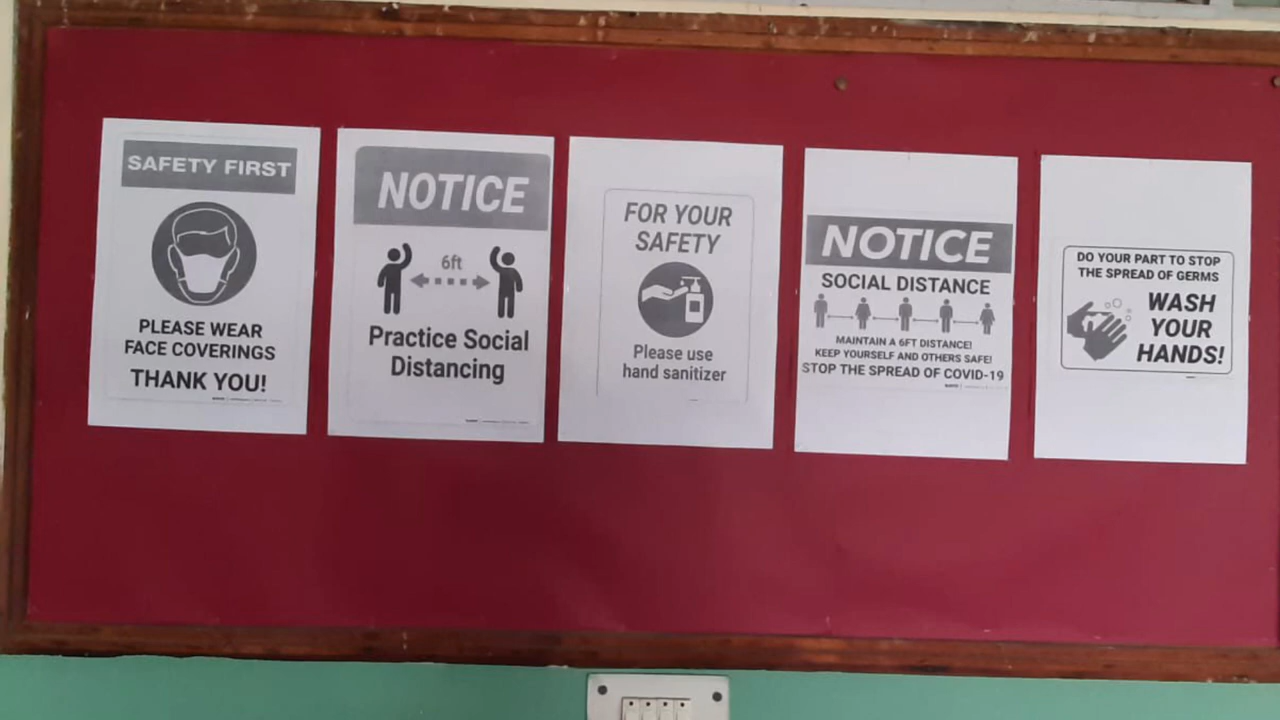 SAFETY FIRST
PLEASE WEAR
FACE COVERINGS
THANK YOU!
NOTICE
6ft
Practice Social
Distancing
FOR YOUR
SAFETY
Please use
hand sanitizer
NOTICE
SOCIAL DISTANCE
MAINTAIN A 6FT DISTANCE!
KEEP YOURSELF AND OTHERS SAFE!
STOP THE SPREAD OF COVID-19
DO YOUR PART TO STOP
THE SPREAD OF GERMS
WASH
YOUR
HANDS!